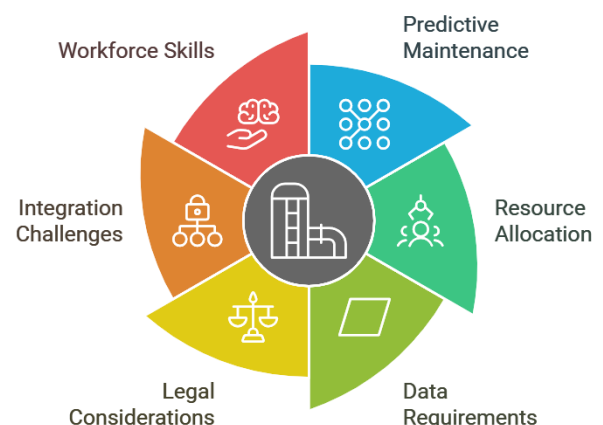 Workforce Skills
Predictive
Maintenance
Integration
Challenges
Resource
Allocation
Legal
Considerations
Data
Requirements